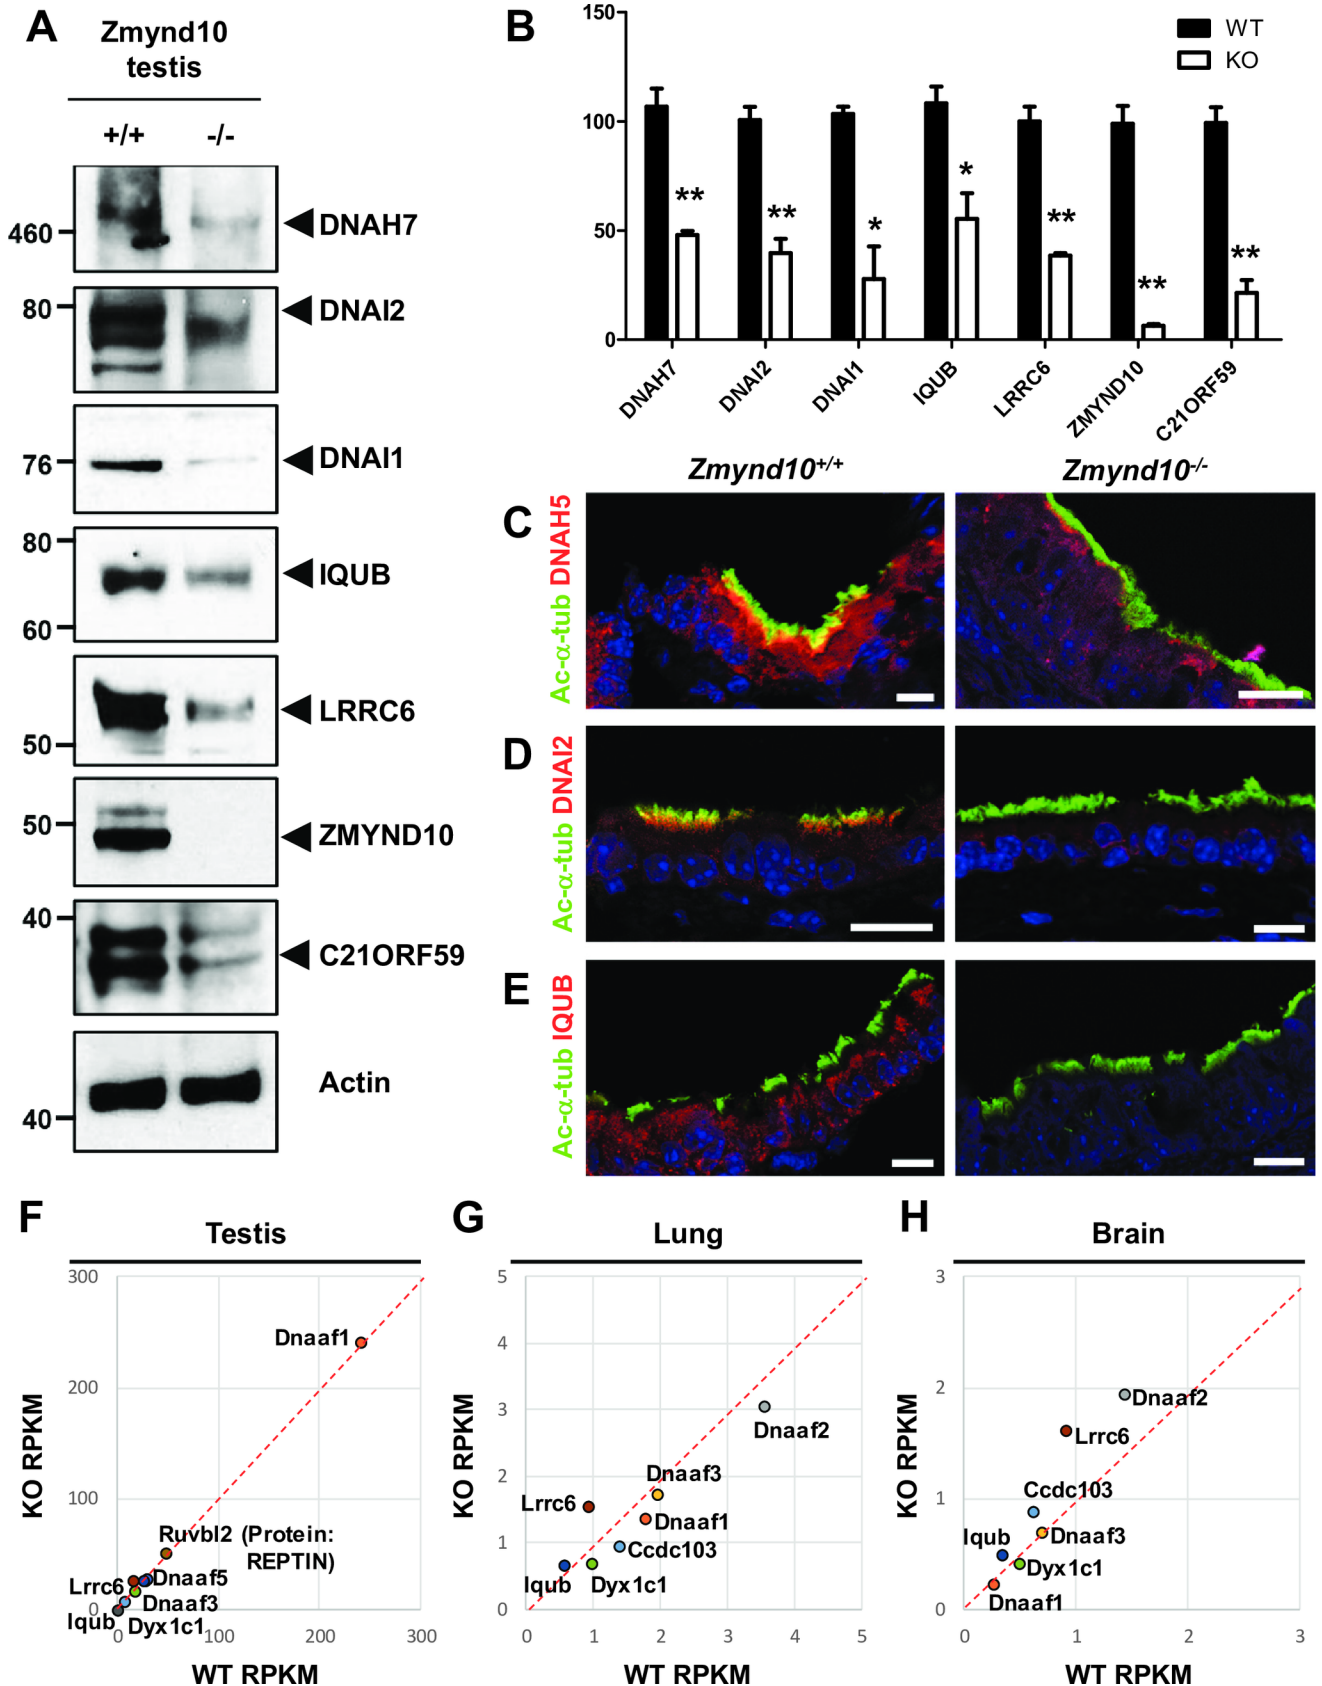 A
Zmynd10
testis
+/+
-/-
460
DNAH7
80
DNAI2
76
DNAI1
80
60
IQUB
50
LRRC6
50
ZMYND10
40
C21ORF59
Actin
40
B
150
100
50
0
WT
KO
**
**
*
*
**
**
**
DNAH7
DNAI2
DNAI1
IQUB
LRRC6
ZMYND10
C21ORF59
Zmynd10+/+
Zmynd10-/-
C
Ac-α-tub DNAH5
D
Ac-α-tub DNAI2
E
Ac-α-tub IQUB
F
Testis
KO RPKM
300
200
100
0
Dnaaf1
Ruvbl2 (Protein:
REPTIN)
Lrrc6
Dnaaf5
Dnaaf3
Iqub
Dyx1c1
0
100
200
300
WT RPKM
G
Lung
KO RPKM
5
4
3
2
1
0
Dnaaf2
Dnaaf3
Lrrc6
Dnaaf1
Ccdc103
Iqub
Dyx1c1
0
1
2
3
4
5
WT RPKM
H
Brain
KO RPKM
3
2
1
0
Dnaaf2
Lrrc6
Ccdc103
Iqub
Dnaaf3
Dyx1c1
Dnaaf1
0
1
2
3
WT RPKM